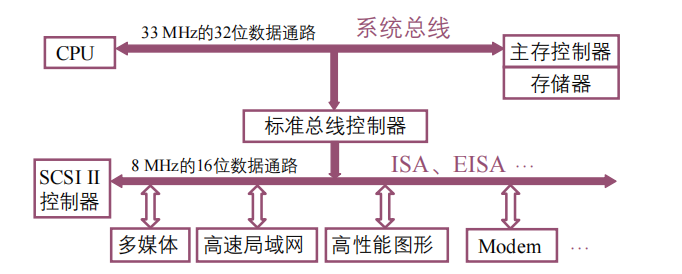 33 MHz的32位数据通路
系统总线
CPU
主存控制器
存储器
标准总线控制器
8 MHz的16位数据通路
ISA、EISA …
SCSI II
控制器
多媒体
高速局域网
高性能图形
Modem
…